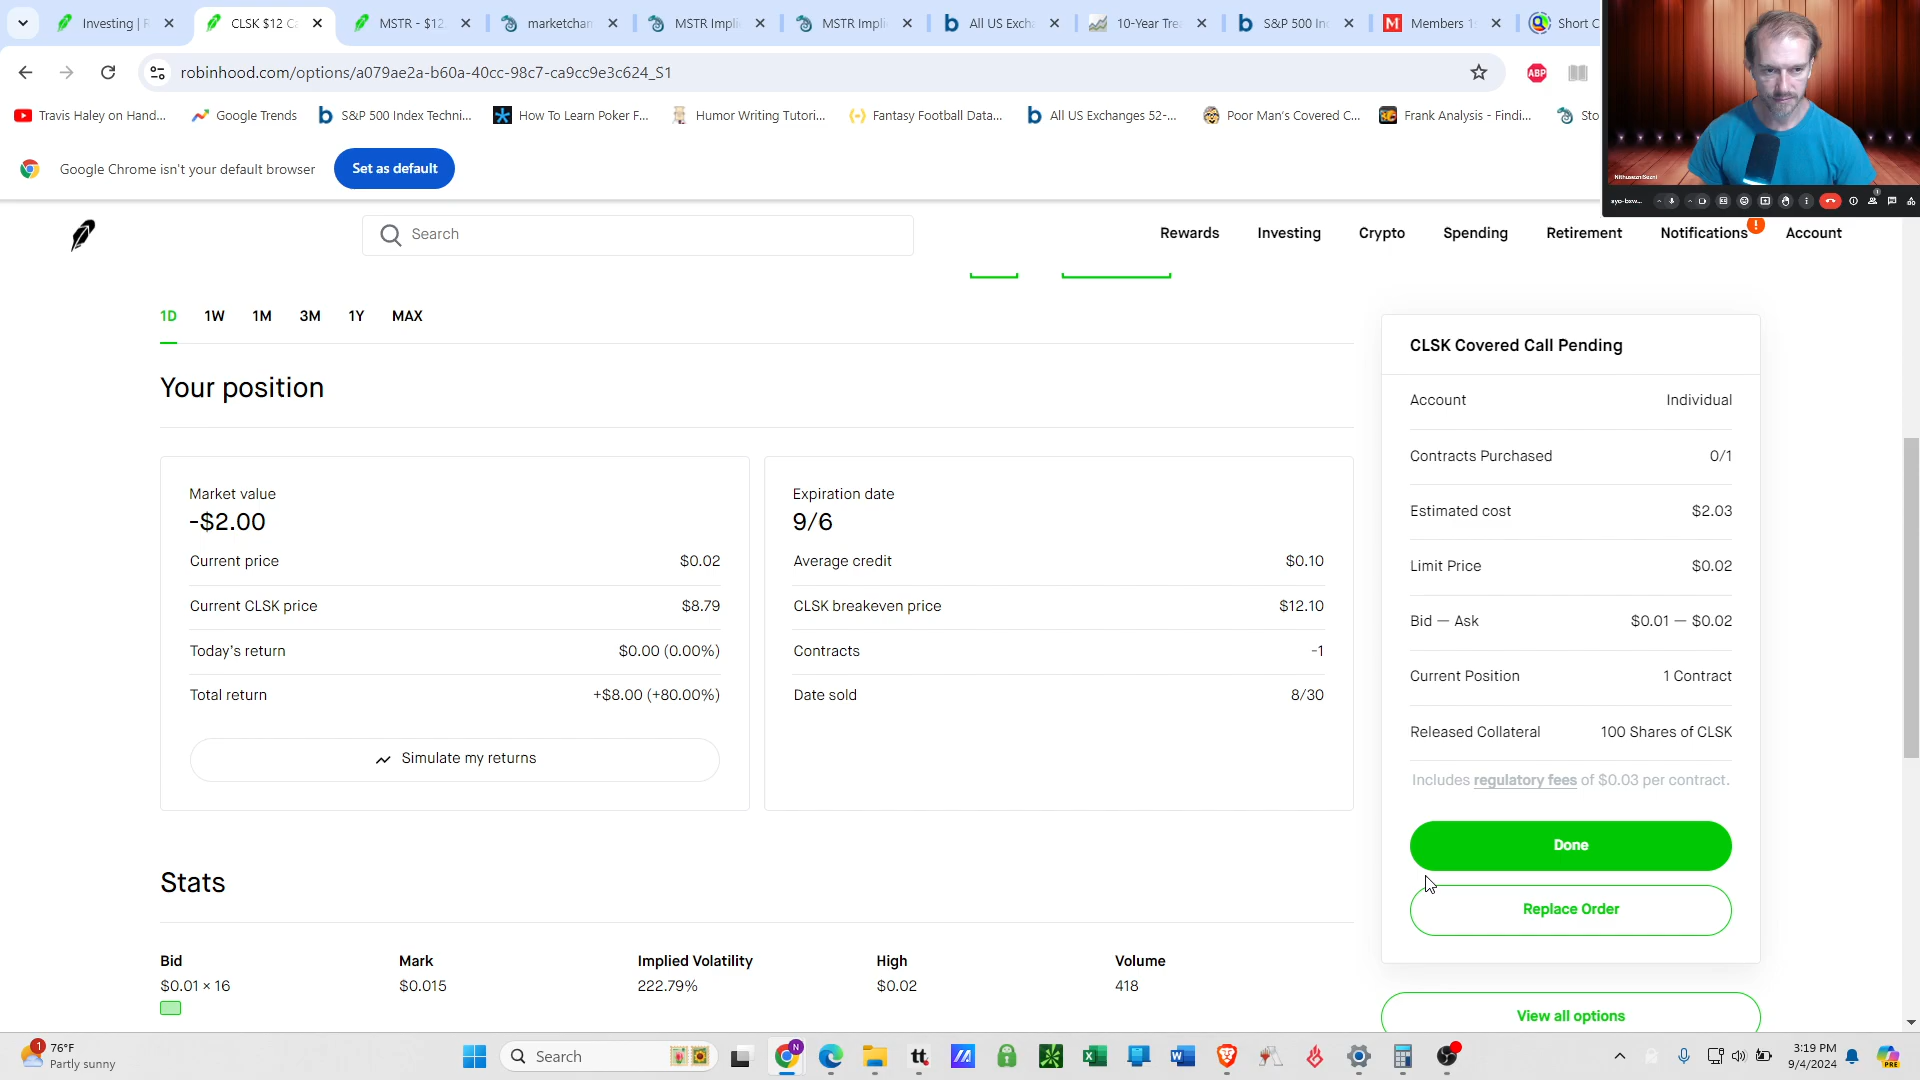 Investing | R
CLSK $12 Ca
MSTR - $12
marketcham
MSTR Impli
MSTR Impli
All US Exch
10-Year Tre
S&P 500 In
Members 1
Short C
robinhood.com/options/a079ae2a-b60a-40cc-98c7-ca9cc9e3c624_S1
ABP
Travis Haley on Hand...
Google Trends
S&P 500 Index Techni...
How To Learn Poker F...
Humor Writing Tutori...
Fantasy Football Data...
All US Exchanges 52-...
Poor Man's Covered C...
Frank Analysis - Findi...
Sto
Google Chrome isn't your default browser
Set as default
Search
Rewards
Investing
Crypto
Spending
Retirement
Notifications
Account
1D 1W 1M 3M 1Y MAX
Your position
Market value
-$2.00
Current price $0.02
Current CLSK price $8.79
Today's return $0.00 (0.00%)
Total return +$8.00 (+80.00%)
Simulate my returns
Expiration date
9/6
Average credit $0.10
CLSK breakeven price $12.10
Contracts -1
Date sold 8/30
CLSK Covered Call Pending
Account Individual
Contracts Purchased 0/1
Estimated cost $2.03
Limit Price $0.02
Bid — Ask $0.01 — $0.02
Current Position 1 Contract
Released Collateral 100 Shares of CLSK
Includes regulatory fees of $0.03 per contract.
Done
Replace Order
View all options
Stats
Bid Mark Implied Volatility High Volume
$0.01 × 16 $0.015 222.79% $0.02 418
1
76°F
Partly sunny
Search
N
tt
3:19 PM
9/4/2024
PRE